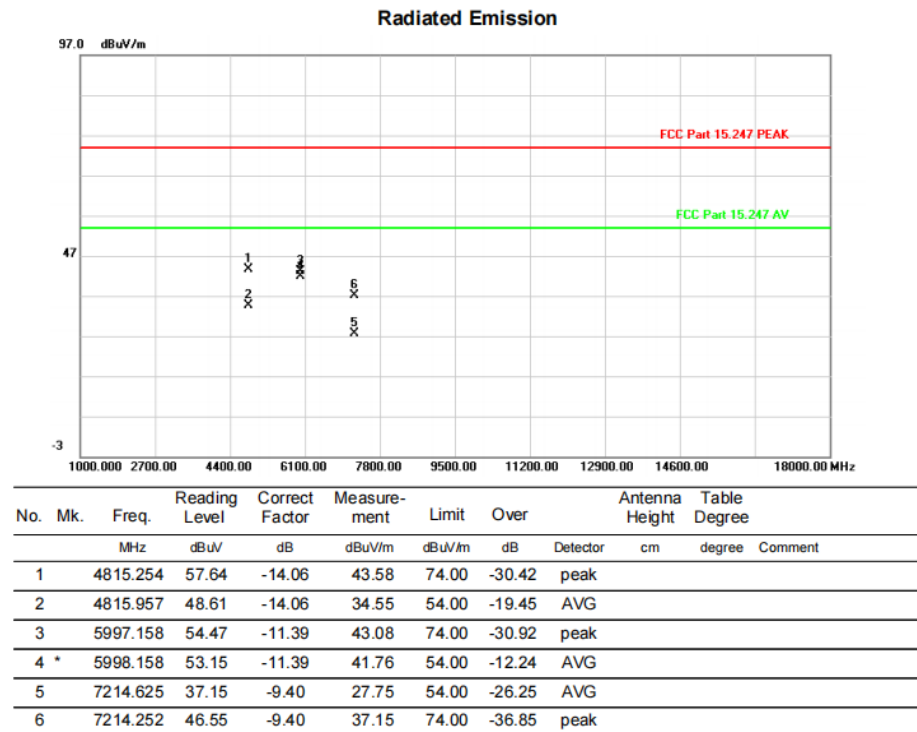 Radiated Emission
97.0 dBuV/m
FCC Part 15.247 PEAK
FCC Part 15.247 AV
47
1
2
3
6
5
-3
1000.000 2700.00 4400.00 6100.00 7800.00 9500.00 11200.00 12900.00 14600.00 18000.00 MHz
No. Mk. Freq. Reading Level Correct Factor Measure-ment Limit Over Antenna Height Table Degree
MHz dBuV dB dBuV/m dBuV/m dB Detector cm degree Comment
1 4815.254 57.64 -14.06 43.58 74.00 -30.42 peak
2 4815.957 48.61 -14.06 34.55 54.00 -19.45 AVG
3 5997.158 54.47 -11.39 43.08 74.00 -30.92 peak
4 * 5998.158 53.15 -11.39 41.76 54.00 -12.24 AVG
5 7214.625 37.15 -9.40 27.75 54.00 -26.25 AVG
6 7214.252 46.55 -9.40 37.15 74.00 -36.85 peak